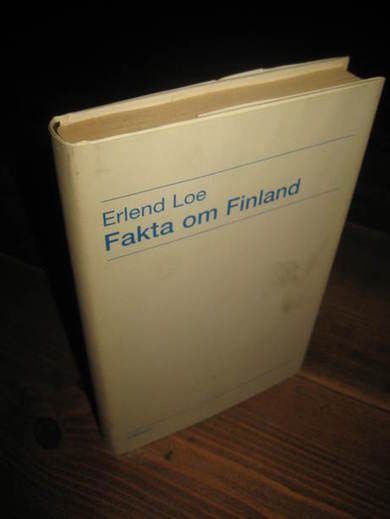 Erlend Loe
Fakta om Finland